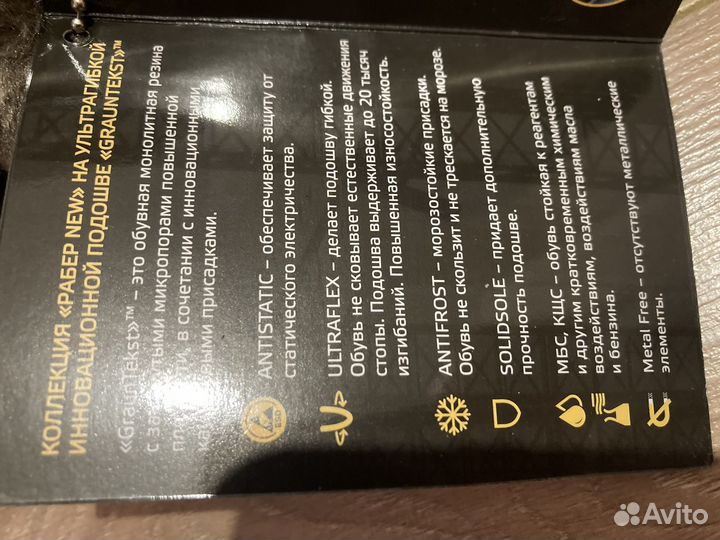 КОЛЛЕКЦИЯ «РАБЕР NEW» НА УЛЬТРАГИБКОЙ
ИННОВАЦИОННОЙ ПОДОШВЕ «GRAUNTEKST»™
«GraunTekst»™ – это обувная монолитная резина
с микропорами повышенной
в сочетании с инновационными
присадками.
ANTISTATIC – обеспечивает защиту от
статического электричества.
ULTRAFLEX – делает подошву гибкой.
Обувь не сковывает естественные движения
стопы. Подошва выдерживает до 20 тысяч
изгибаний. Повышенная износостойкость.
ANTIFROST – морозостойкие присадки.
Обувь не скользит и не трескается на морозе.
SOLIDSOLE – придает дополнительную
прочность подошве.
МБС, КЩС – обувь стойкая к реагентам
и другим кратковременным химическим
воздействиям, воздействиям масла
и бензина.
Metal Free – отсутствуют металлические
элементы.
Avito